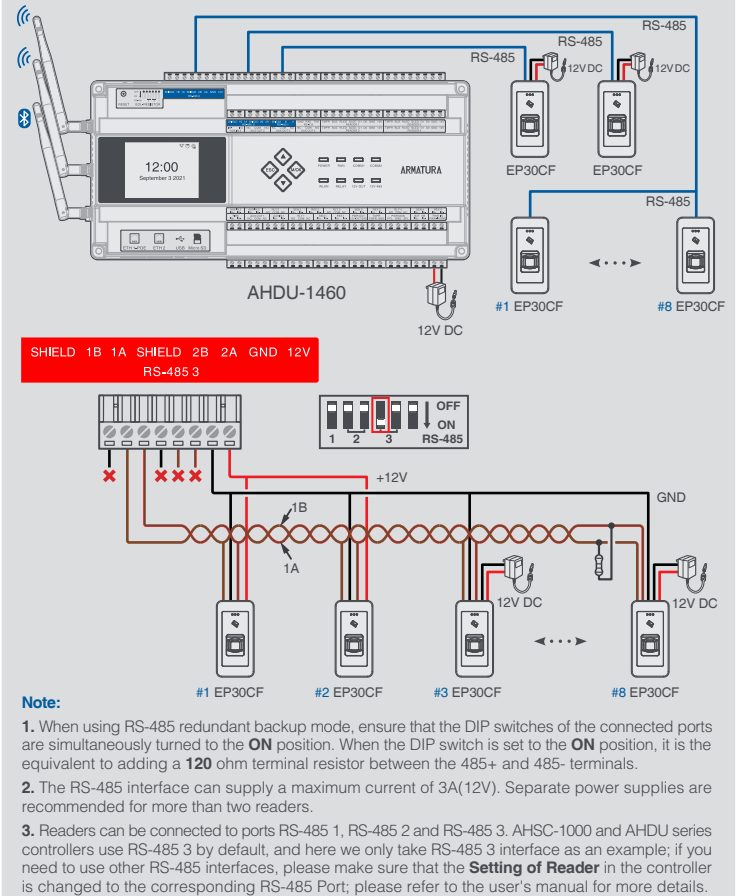 RS-485
RS-485
RS-485
12V DC
12V DC
12:00
September 3 2021
ESC
ARMATURA
EP30CF
EP30CF
RS-485
ETH 2
USB
Micro SD
#1 EP30CF
#8 EP30CF
AHDU-1460
12V DC
SHIELD 1B 1A SHIELD 2B 2A GND 12V
RS-485 3
OFF
ON
1 2 3 RS-485
+12V
GND
1B
1A
12V DC
12V DC
#1 EP30CF
#2 EP30CF
#3 EP30CF
#8 EP30CF
Note:
1. When using RS-485 redundant backup mode, ensure that the DIP switches of the connected ports
are simultaneously turned to the ON position. When the DIP switch is set to the ON position, it is the
equivalent to adding a 120 ohm terminal resistor between the 485+ and 485- terminals.
2. The RS-485 interface can supply a maximum current of 3A(12V). Separate power supplies are
recommended for more than two readers.
3. Readers can be connected to ports RS-485 1, RS-485 2 and RS-485 3. AHSC-1000 and AHDU series
controllers use RS-485 3 by default, and here we only take RS-485 3 interface as an example; if you
need to use other RS-485 interfaces, please make sure that the Setting of Reader in the controller
is changed to the corresponding RS-485 Port; please refer to the user's manual for more details.